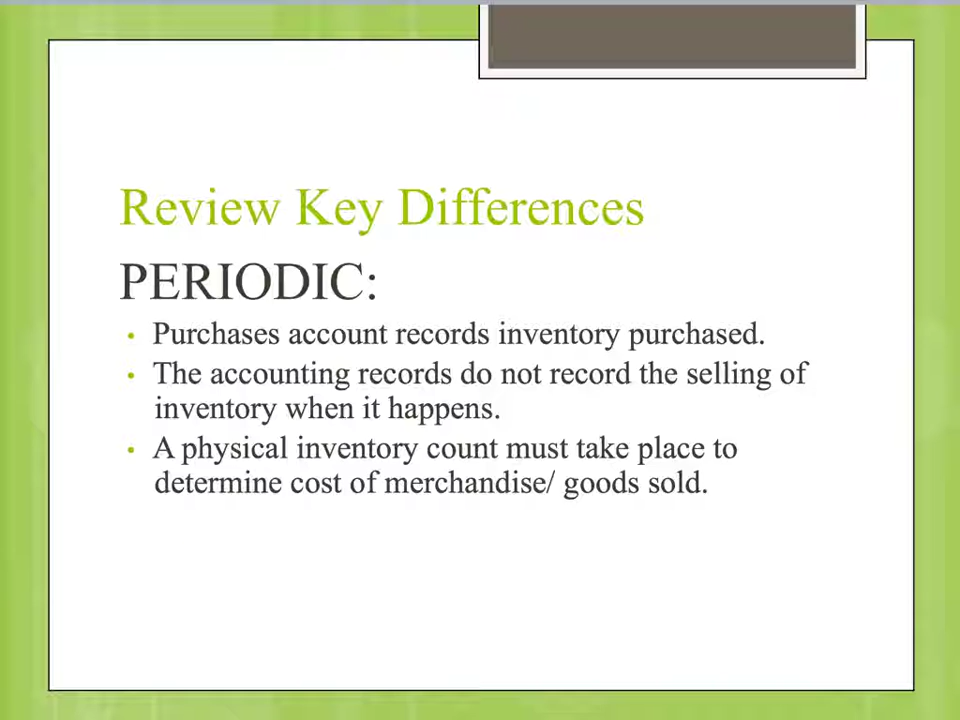 Review Key Differences
PERIODIC:
• Purchases account records inventory purchased.
• The accounting records do not record the selling of
inventory when it happens.
• A physical inventory count must take place to
determine cost of merchandise/ goods sold.